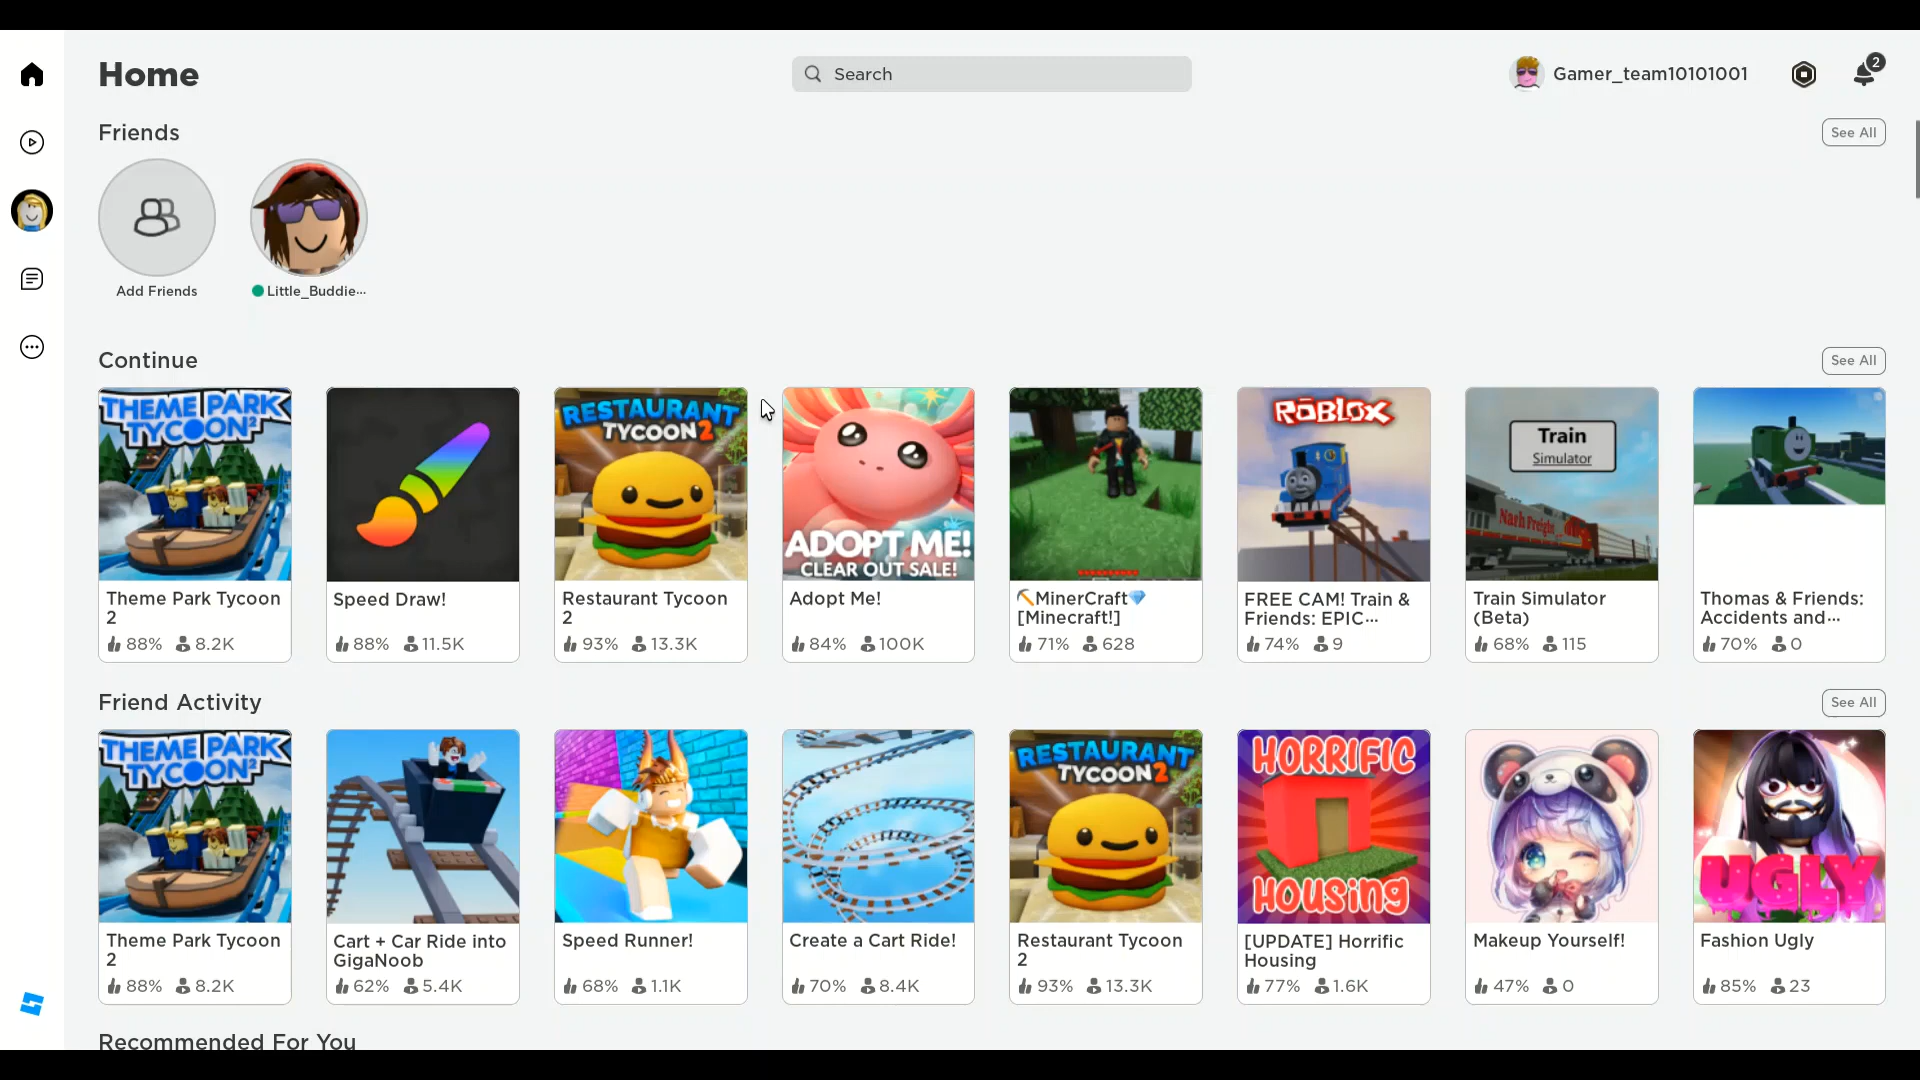 Home
Search
Gamer_team10101001
2
Friends
See All
Add Friends
Little_Buddie...
Continue
See All
THEME PARK
TYCOON 2
RESTAURANT
TYCOON 2
ADOPT ME!
CLEAR OUT SALE!
ROBLOX
Train
Simulator
Narh Freight
Theme Park Tycoon
2
88% 8.2K
Speed Draw!
88% 11.5K
Restaurant Tycoon
2
93% 13.3K
Adopt Me!
84% 100K
⛏️MinerCraft💎
[Minecraft!]
71% 628
FREE CAM! Train &
Friends: EPIC...
74% 9
Train Simulator
(Beta)
68% 115
Thomas & Friends:
Accidents and...
70% 0
Friend Activity
See All
THEME PARK
TYCOON 2
RESTAURANT
TYCOON 2
HORRIFIC
HOUSING
UGLY
Theme Park Tycoon
2
88% 8.2K
Cart + Car Ride into
GigaNoob
62% 5.4K
Speed Runner!
68% 1.1K
Create a Cart Ride!
70% 8.4K
Restaurant Tycoon
2
93% 13.3K
[UPDATE] Horrific
Housing
77% 1.6K
Makeup Yourself!
47% 0
Fashion Ugly
85% 23
Recommended For You